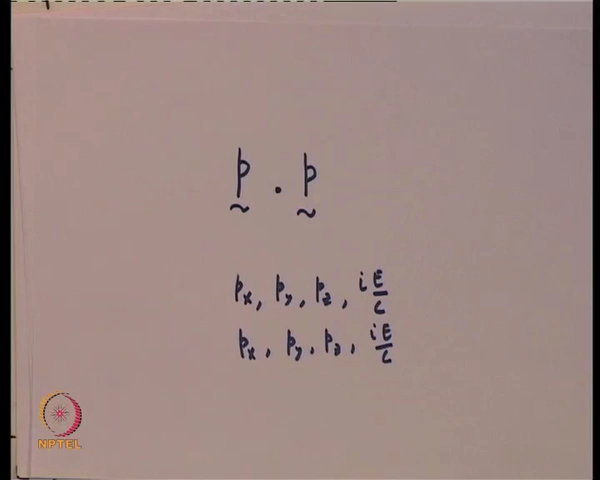 p . p
~ ~
px, py, pz, iE/c
px, py, pz, iE/c
NPTEL